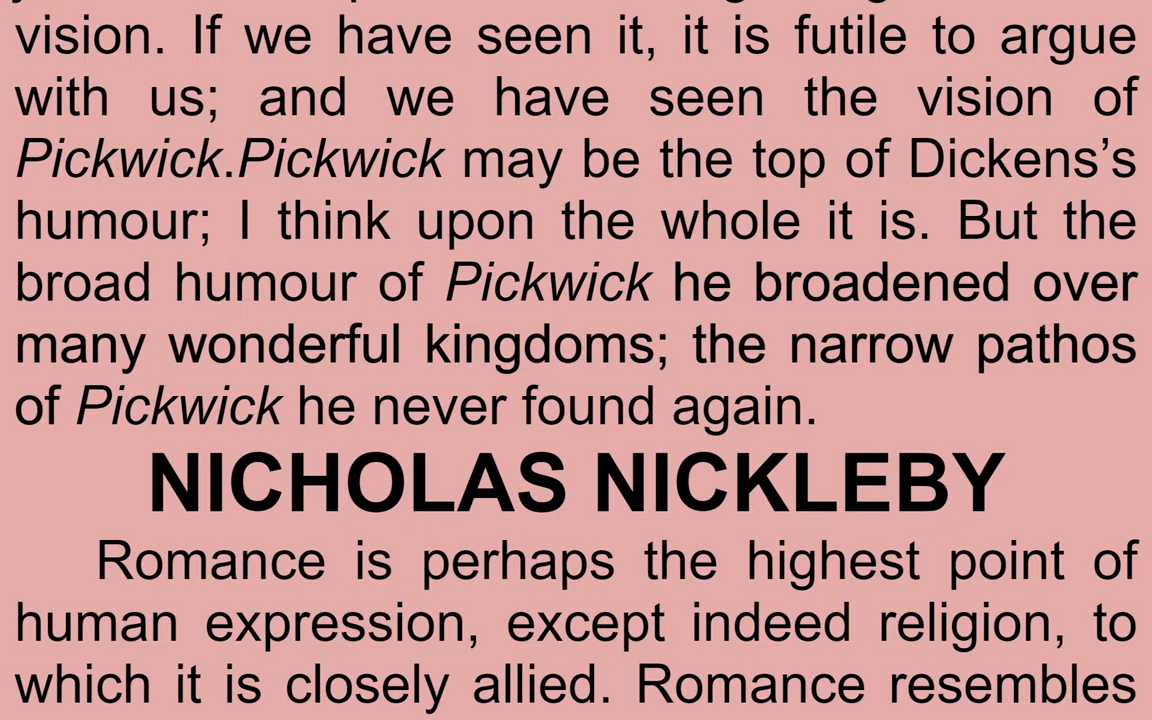 vision. If we have seen it, it is futile to argue
with us; and we have seen the vision of
Pickwick.Pickwick may be the top of Dickens’s
humour; I think upon the whole it is. But the
broad humour of Pickwick he broadened over
many wonderful kingdoms; the narrow pathos
of Pickwick he never found again.
NICHOLAS NICKLEBY
Romance is perhaps the highest point of
human expression, except indeed religion, to
which it is closely allied. Romance resembles